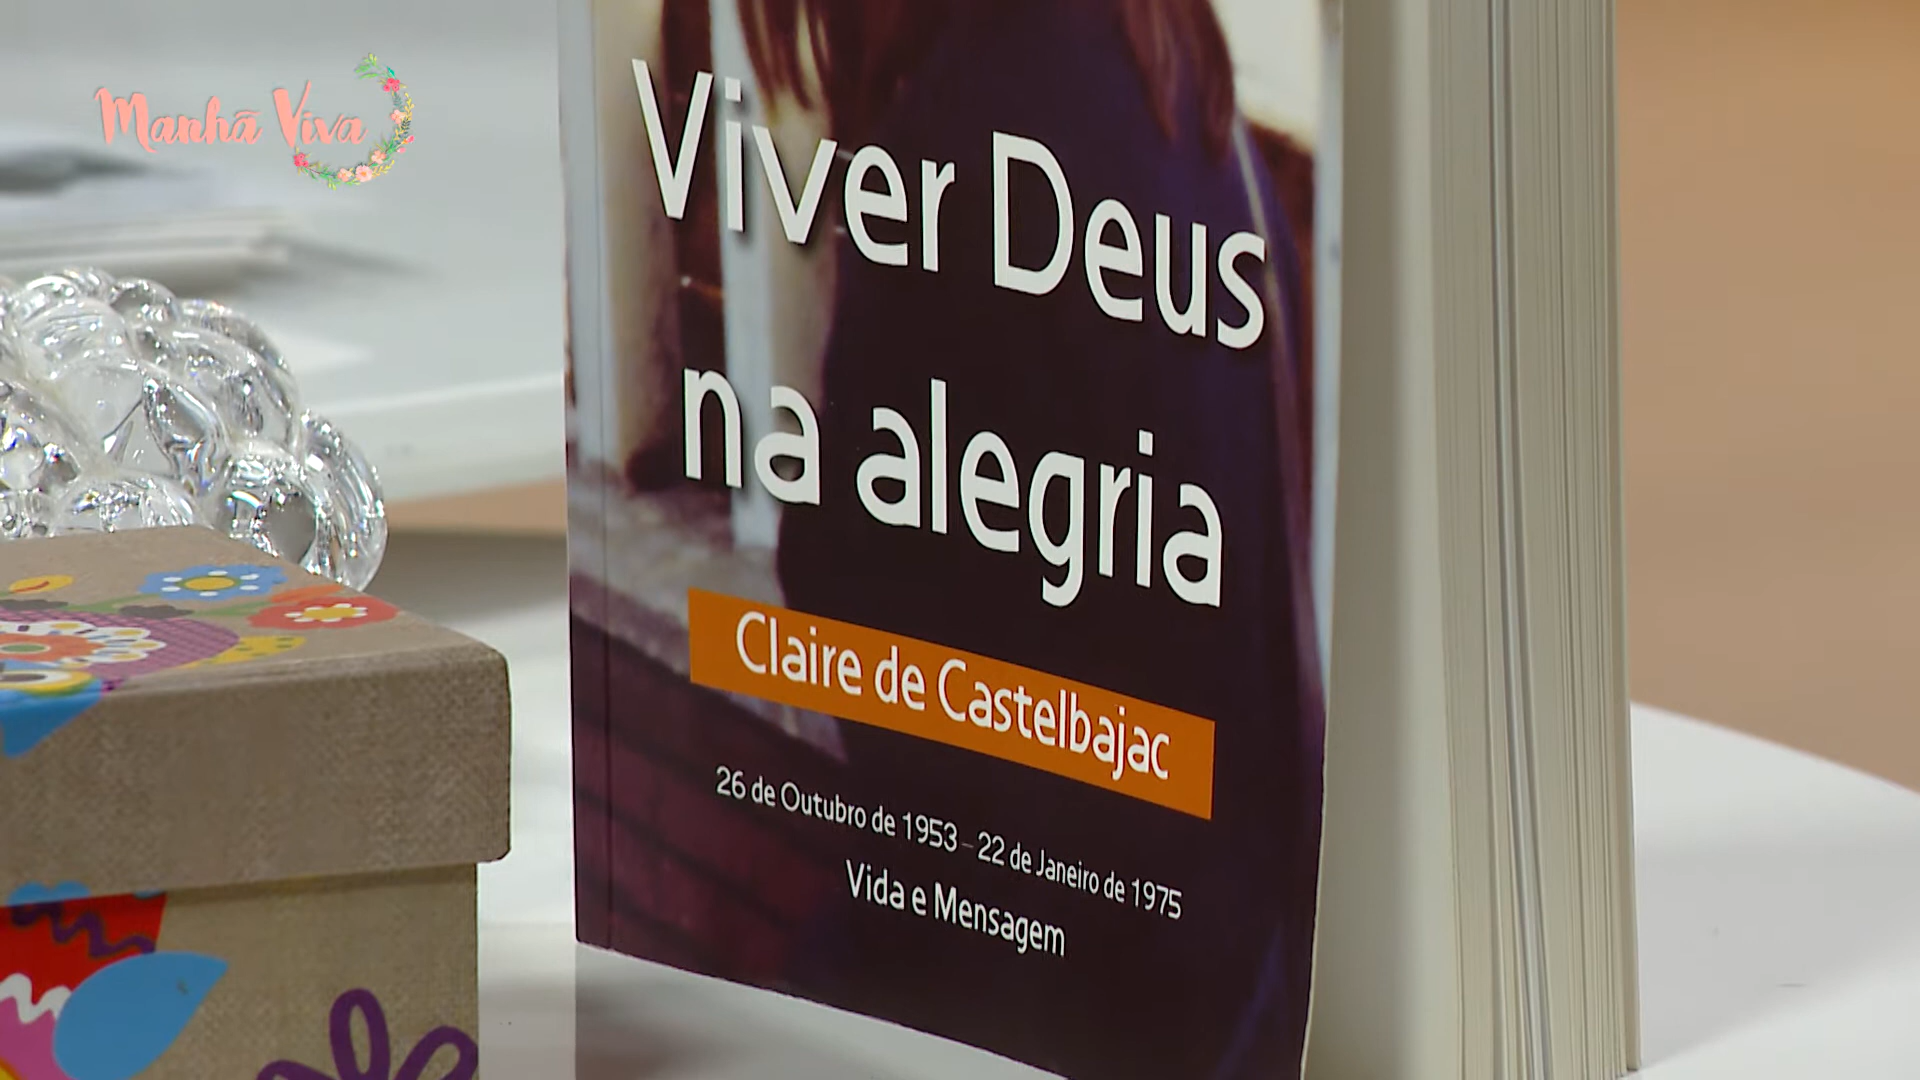 Manhã Viva
Viver Deus
na alegria
Claire de Castelbajac
26 de Outubro de 1953 - 22 de Janeiro de 1975
Vida e Mensagem